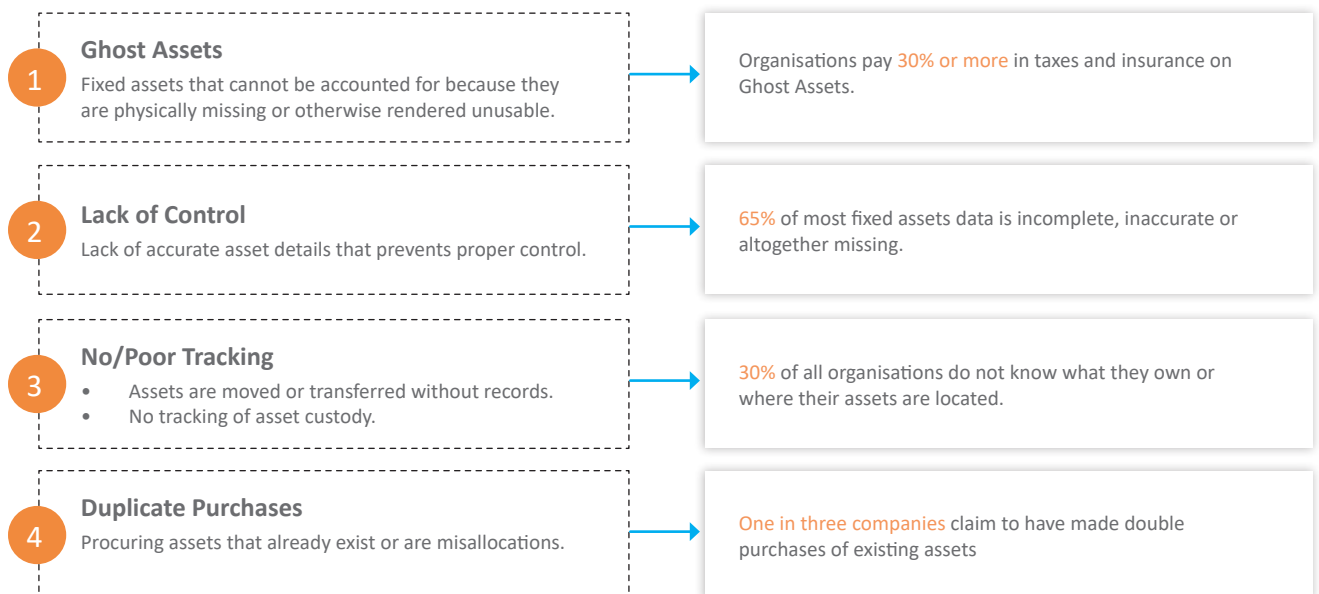 1
Ghost Assets
Fixed assets that cannot be accounted for because they
are physically missing or otherwise rendered unusable.
Organisations pay 30% or more in taxes and insurance on
Ghost Assets.
2
Lack of Control
Lack of accurate asset details that prevents proper control.
65% of most fixed assets data is incomplete, inaccurate or
altogether missing.
3
No/Poor Tracking
• Assets are moved or transferred without records.
• No tracking of asset custody.
30% of all organisations do not know what they own or
where their assets are located.
4
Duplicate Purchases
Procuring assets that already exist or are misallocations.
One in three companies claim to have made double
purchases of existing assets